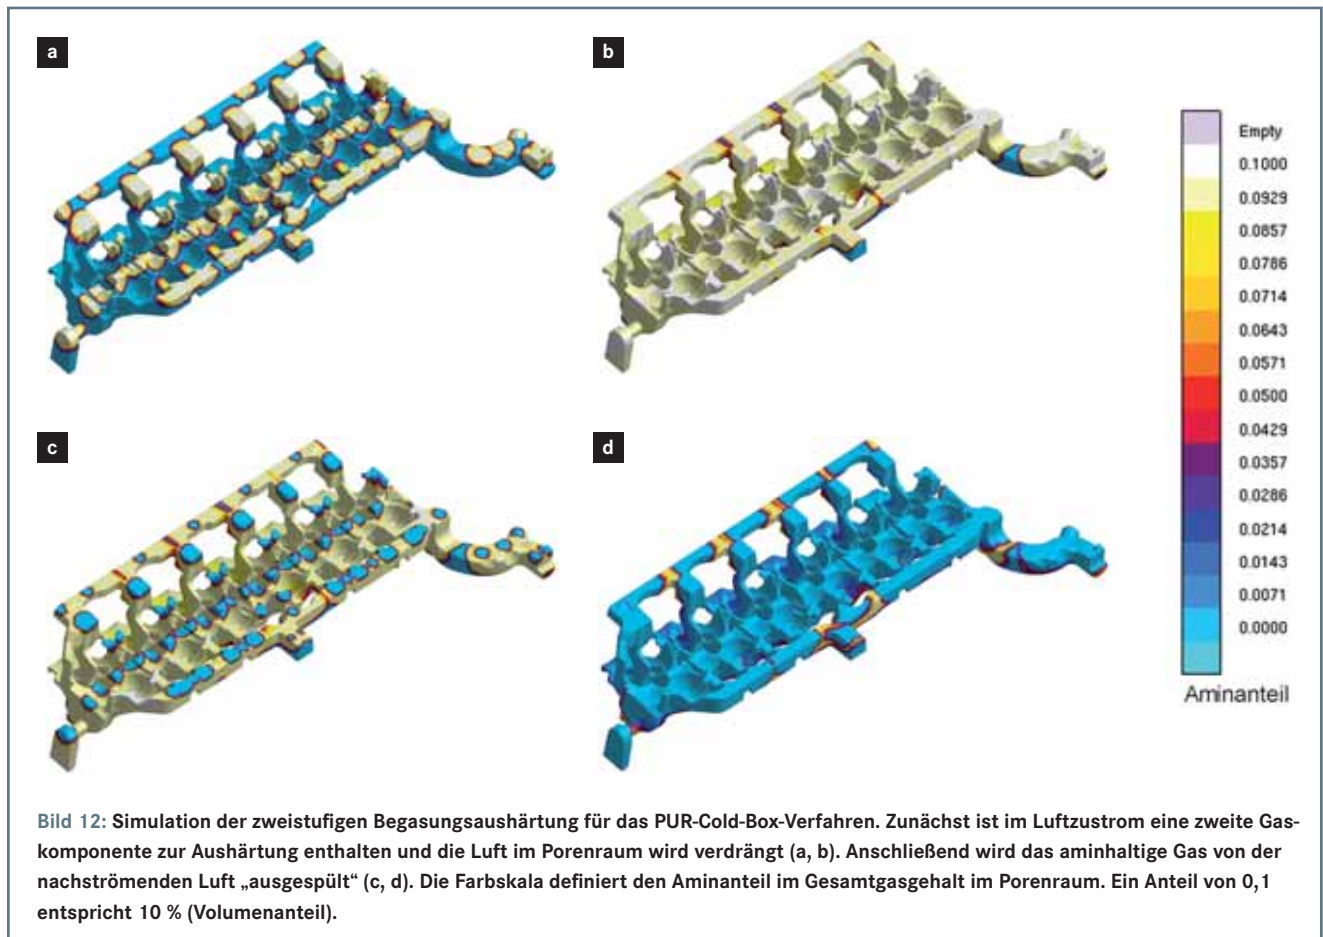 a
b
Empty
0.1000
0.0929
0.0857
0.0786
0.0714
0.0643
0.0571
0.0500
0.0429
0.0357
0.0286
0.0214
0.0143
0.0071
0.0000
Aminanteil
c
d
Bild 12: Simulation der zweistufigen Begasungsaushärtung für das PUR-Cold-Box-Verfahren. Zunächst ist im Luftzustrom eine zweite Gas-
komponente zur Aushärtung enthalten und die Luft im Porenraum wird verdrängt (a, b). Anschließend wird das aminhaltige Gas von der
nachströmenden Luft „ausgespült“ (c, d). Die Farbskala definiert den Aminanteil im Gesamtgasgehalt im Porenraum. Ein Anteil von 0,1
entspricht 10 % (Volumenanteil).